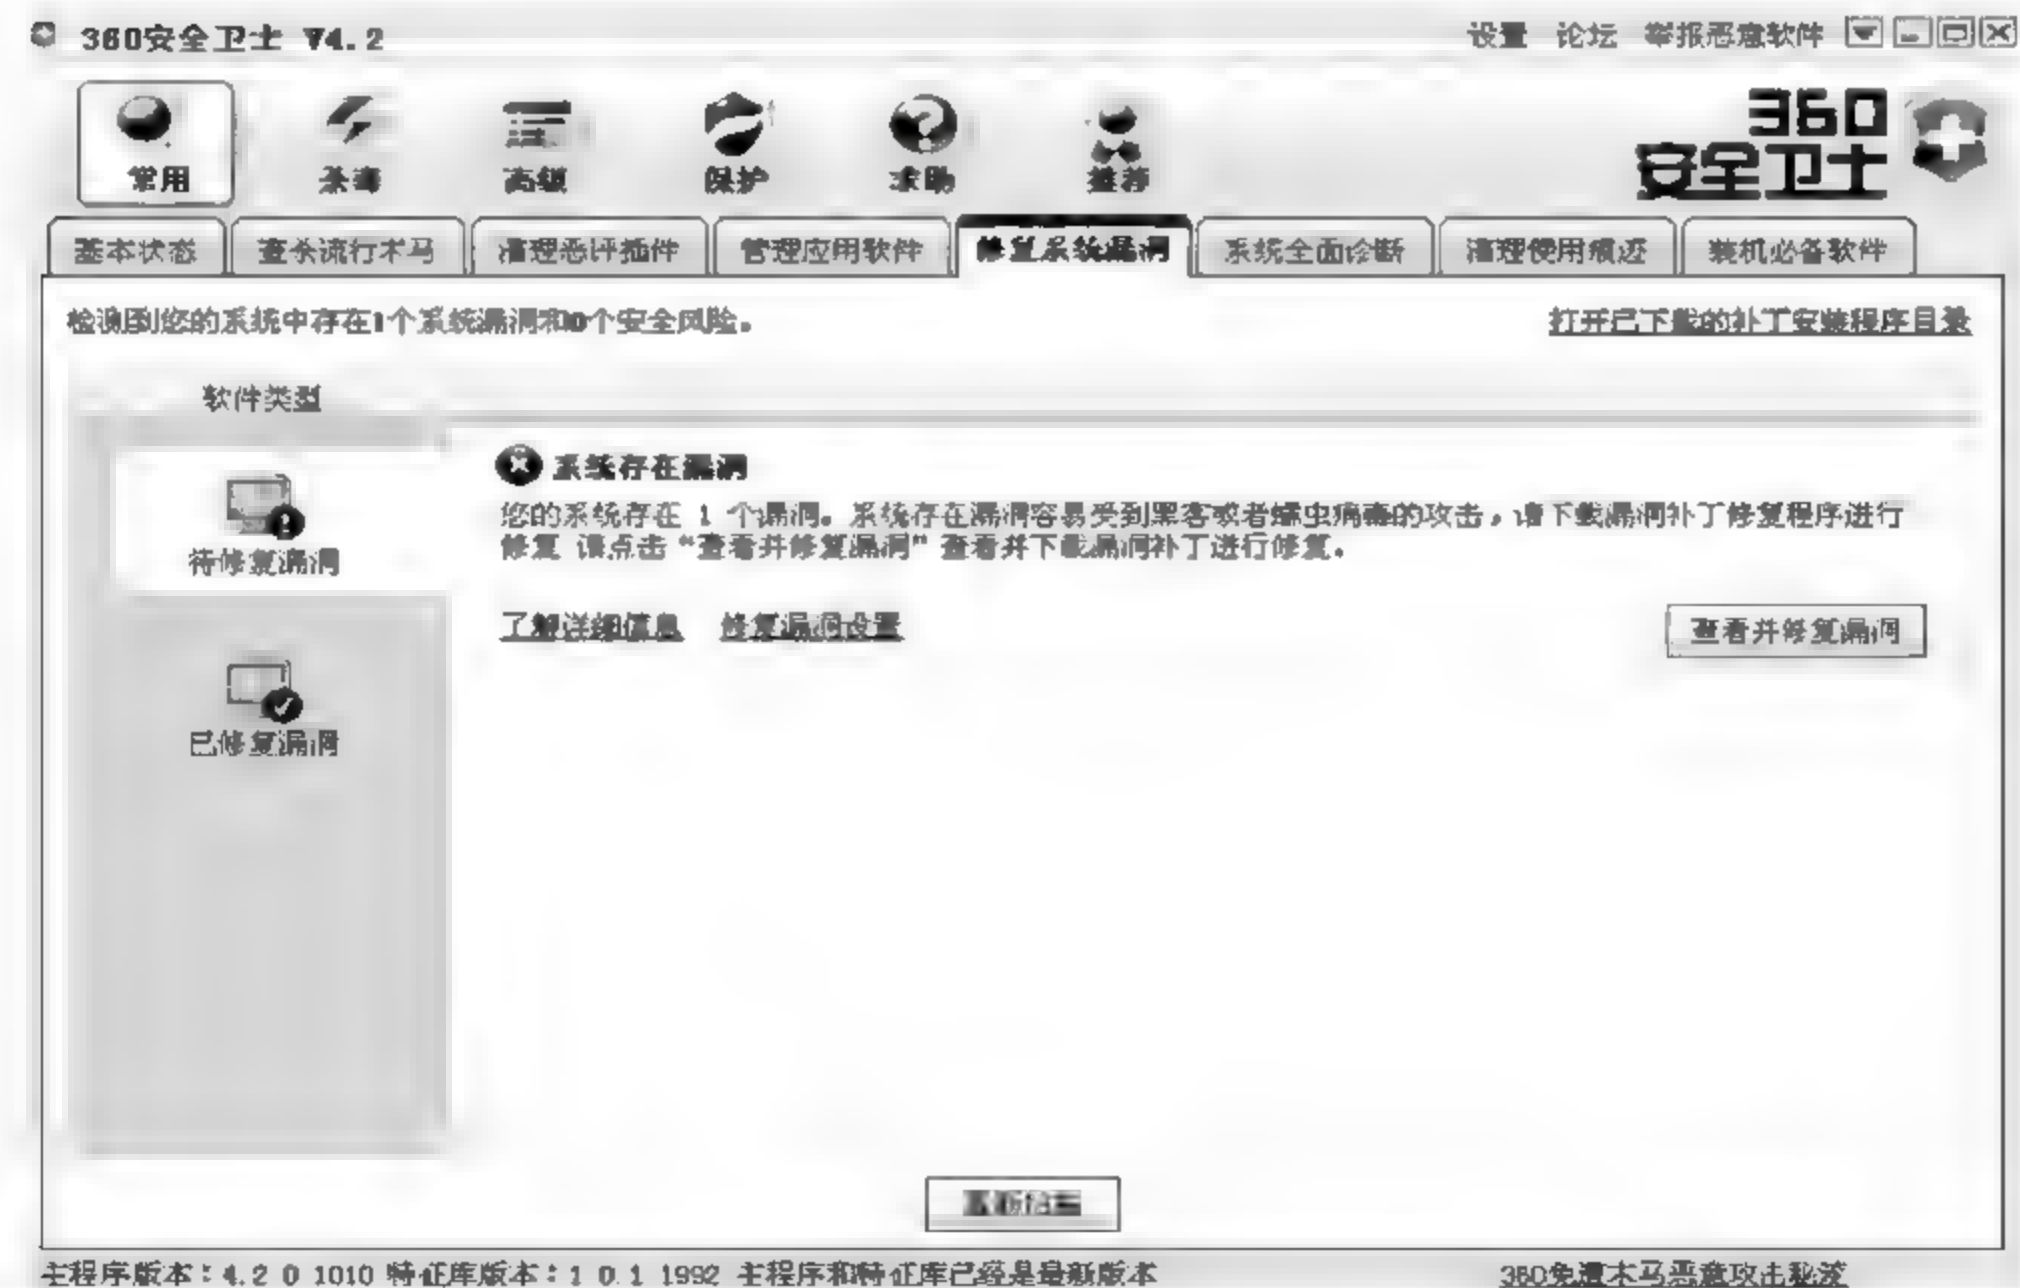 360安全卫士 V4.2
设置 论坛 举报恶意软件
常用 杀毒 高级 保护 求助 推荐
360
安全卫士
基本状态 查杀流行木马 清理恶评插件 管理应用软件 修复系统漏洞 系统全面诊断 清理使用痕迹 装机必备软件
检测到您的系统中存在1个系统漏洞和0个安全风险。 打开已下载的补丁安装程序目录
软件类型
系统存在漏洞
您的系统存在 1 个漏洞。系统存在漏洞容易受到黑客或者蠕虫病毒的攻击，请下载漏洞补丁修复程序进行
修复 请点击“查看并修复漏洞”查看并下载漏洞补丁进行修复。
待修复漏洞
了解详细信息 修复漏洞设置 查看并修复漏洞
已修复漏洞
主程序版本：4.2 0 1010 特征库版本：1 0 1 1992 主程序和特征库已经是最新版本 360免遭木马恶意攻击秘笈